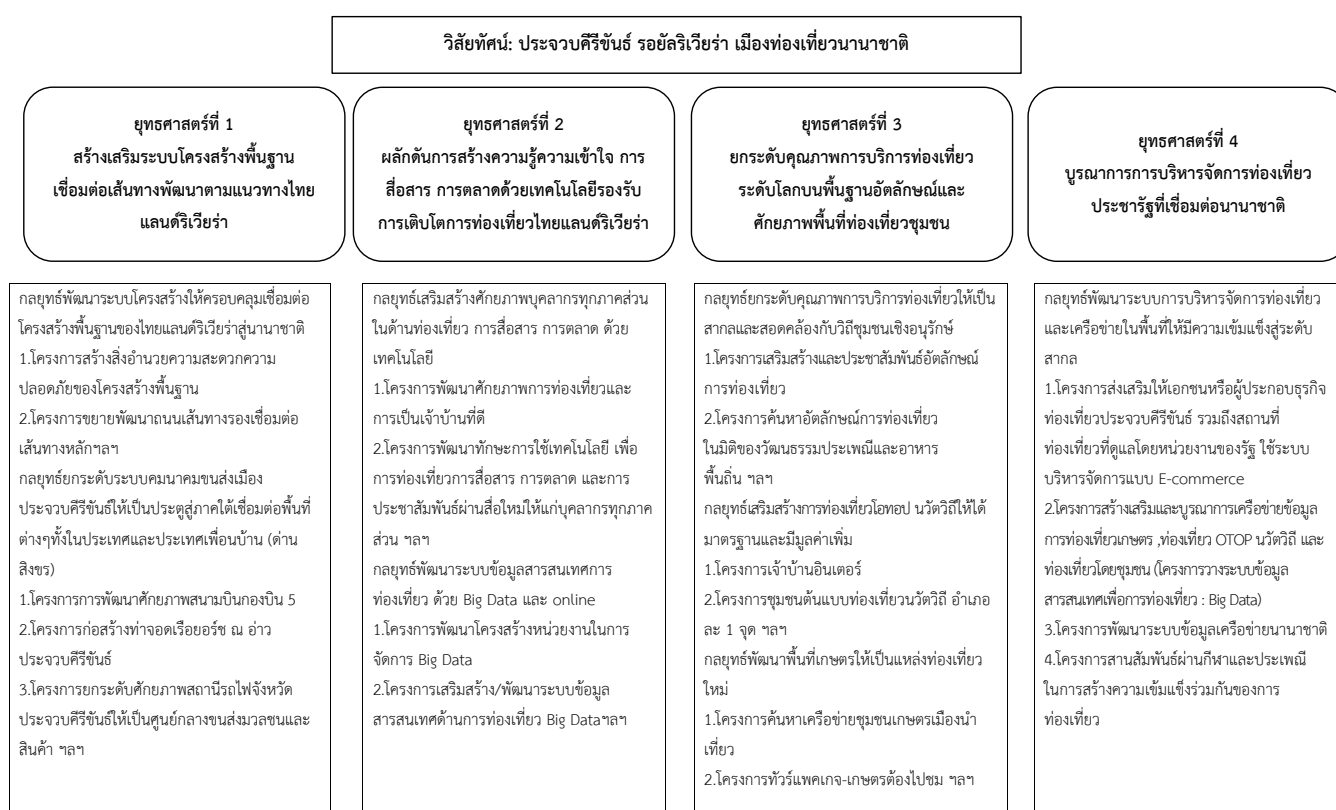 วิสัยทัศน์: ประจวบคีรีขันธ์ รอยัลริเวียร่า เมืองท่องเที่ยวนานาชาติ
ยุทธศาสตร์ที่ 1
สร้างเสริมระบบโครงสร้างพื้นฐาน
เชื่อมต่อเส้นทางพัฒนาตามแนวทางไทย
แลนด์ริเวียร่า
ยุทธศาสตร์ที่ 2
ผลักดันการสร้างความรู้ความเข้าใจ การ
สื่อสาร การตลาดด้วยเทคโนโลยีรองรับ
การเติบโตการท่องเที่ยวไทยแลนด์ริเวียร่า
ยุทธศาสตร์ที่ 3
ยกระดับคุณภาพการบริการท่องเที่ยว
ระดับโลกบนพื้นฐานอัตลักษณ์และ
ศักยภาพพื้นที่ท่องเที่ยวชุมชน
ยุทธศาสตร์ที่ 4
บูรณาการการบริหารจัดการท่องเที่ยว
ประชารัฐที่เชื่อมต่อนานาชาติ
กลยุทธ์พัฒนาระบบโครงสร้างให้ครอบคลุมเชื่อมต่อ
โครงสร้างพื้นฐานของไทยแลนด์ริเวียร่าสู่นานาชาติ
1.โครงการสร้างสิ่งอำนวยความสะดวกความ
ปลอดภัยของโครงสร้างพื้นฐาน
2.โครงการขยายพัฒนาถนนเส้นทางรองเชื่อมต่อ
เส้นทางหลักฯลฯ
กลยุทธ์ยกระดับระบบคมนาคมขนส่งเมือง
ประจวบคีรีขันธ์ให้เป็นประตูสู่ภาคใต้เชื่อมต่อพื้นที่
ต่างๆทั้งในประเทศและประเทศเพื่อนบ้าน (ด่าน
สิงขร)
1.โครงการการพัฒนาศักยภาพสนามบินกองบิน 5
2.โครงการก่อสร้างท่าจอดเรือยอร์ช ณ อ่าว
ประจวบคีรีขันธ์
3.โครงการยกระดับศักยภาพสถานีรถไฟจังหวัด
ประจวบคีรีขันธ์ให้เป็นศูนย์กลางขนส่งมวลชนและ
สินค้า ฯลฯ
กลยุทธ์เสริมสร้างศักยภาพบุคลากรทุกภาคส่วน
ในด้านท่องเที่ยว การสื่อสาร การตลาด ด้วย
เทคโนโลยี
1.โครงการพัฒนาศักยภาพการท่องเที่ยวและ
การเป็นเจ้าบ้านที่ดี
2.โครงการพัฒนาทักษะการใช้เทคโนโลยี เพื่อ
การท่องเที่ยวการสื่อสาร การตลาด และการ
ประชาสัมพันธ์ผ่านสื่อใหม่ให้แก่บุคลากรทุกภาค
ส่วน ฯลฯ
กลยุทธ์พัฒนาระบบข้อมูลสารสนเทศการ
ท่องเที่ยว ด้วย Big Data และ online
1.โครงการพัฒนาโครงสร้างหน่วยงานในการ
จัดการ Big Data
2.โครงการเสริมสร้าง/พัฒนาระบบข้อมูล
สารสนเทศด้านการท่องเที่ยว Big Dataฯลฯ
กลยุทธ์ยกระดับคุณภาพการบริการท่องเที่ยวให้เป็น
สากลและสอดคล้องกับวิถีชุมชนเชิงอนุรักษ์
1.โครงการเสริมสร้างและประชาสัมพันธ์อัตลักษณ์
การท่องเที่ยว
2.โครงการค้นหาอัตลักษณ์การท่องเที่ยว
ในมิติของวัฒนธรรมประเพณีและอาหาร
พื้นถิ่น ฯลฯ
กลยุทธ์เสริมสร้างการท่องเที่ยวโอทอป นวัตวิถีให้ได้
มาตรฐานและมีมูลค่าเพิ่ม
1.โครงการเจ้าบ้านอินเตอร์
2.โครงการชุมชนต้นแบบท่องเที่ยวนวัตวิถี อำเภอ
ละ 1 จุด ฯลฯ
กลยุทธ์พัฒนาพื้นที่เกษตรให้เป็นแหล่งท่องเที่ยว
ใหม่
1.โครงการค้นหาเครือข่ายชุมชนเกษตรเมืองนำ
เที่ยว
2.โครงการทัวร์แพคเกจ-เกษตรต้องไปชม ฯลฯ
กลยุทธ์พัฒนาระบบการบริหารจัดการท่องเที่ยว
และเครือข่ายในพื้นที่ให้มีความเข้มแข็งสู่ระดับ
สากล
1.โครงการส่งเสริมให้เอกชนหรือผู้ประกอบธุรกิจ
ท่องเที่ยวประจวบคีรีขันธ์ รวมถึงสถานที่
ท่องเที่ยวที่ดูแลโดยหน่วยงานของรัฐ ใช้ระบบ
บริหารจัดการแบบ E-commerce
2.โครงการสร้างเสริมและบูรณาการเครือข่ายข้อมูล
การท่องเที่ยวเกษตร ,ท่องเที่ยว OTOP นวัตวิถี และ
ท่องเที่ยวโดยชุมชน (โครงการวางระบบข้อมูล
สารสนเทศเพื่อการท่องเที่ยว : Big Data)
3.โครงการพัฒนาระบบข้อมูลเครือข่ายนานาชาติ
4.โครงการสานสัมพันธ์ผ่านกีฬาและประเพณี
ในการสร้างความเข้มแข็งร่วมกันของการ
ท่องเที่ยว